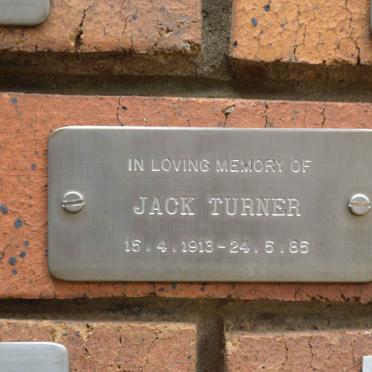 IN LOVING MEMORY OF
JACK TURNER
15.4.1913-24.5.85